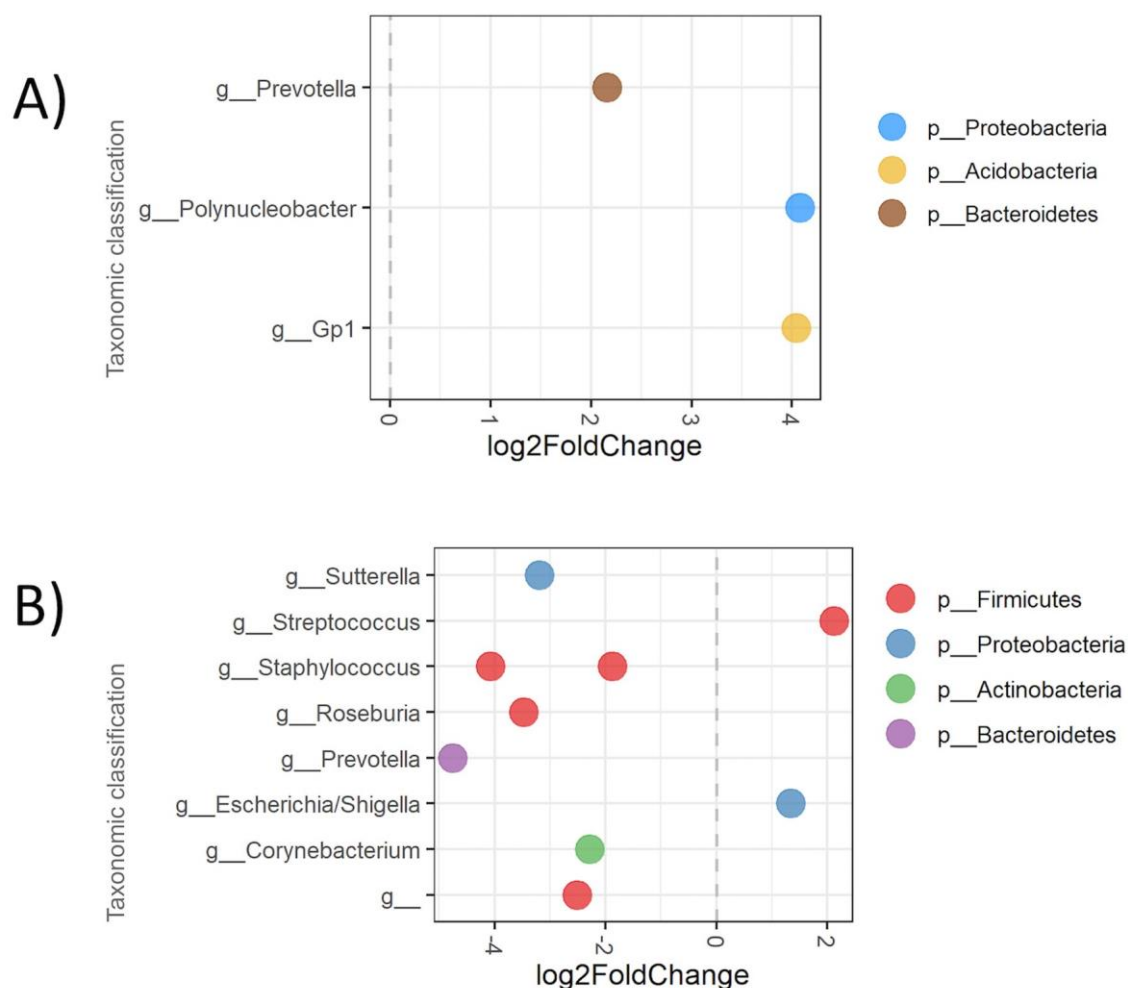 A)
Taxonomic classification
g__Prevotella
g__Polynucleobacter
g__Gp1
0 1 2 3 4
log2FoldChange
p__Proteobacteria
p__Acidobacteria
p__Bacteroidetes
B)
Taxonomic classification
g__Sutterella
g__Streptococcus
g__Staphylococcus
g__Roseburia
g__Prevotella
g__Escherichia/Shigella
g__Corynebacterium
g__
-4 -2 0 2
log2FoldChange
p__Firmicutes
p__Proteobacteria
p__Actinobacteria
p__Bacteroidetes